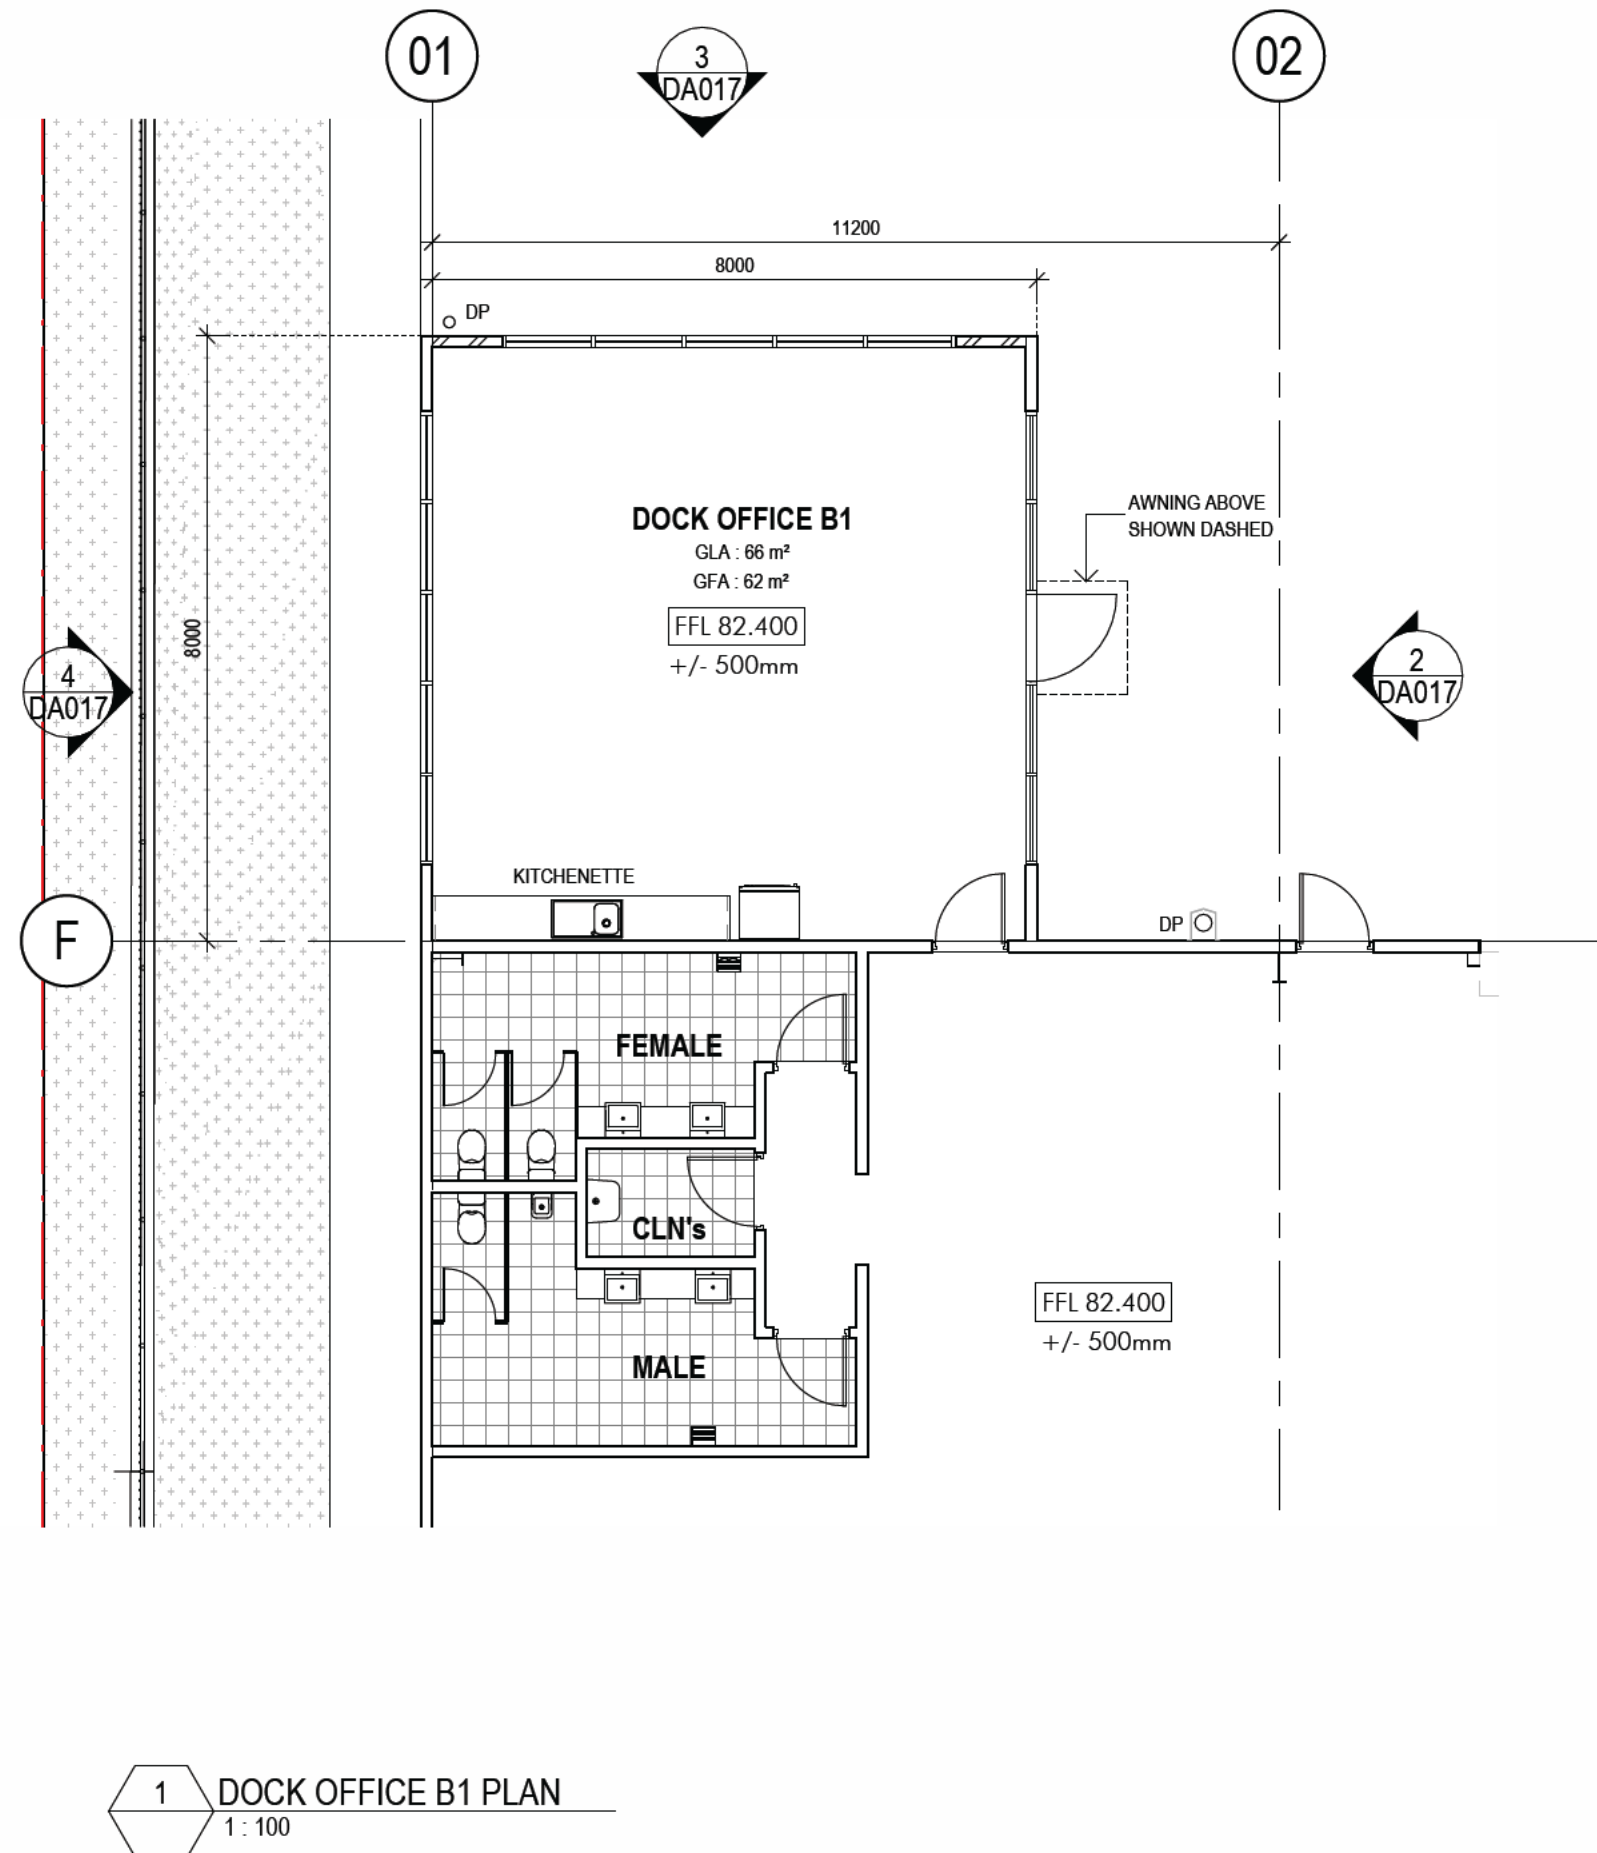 01
3
DA017
02
11200
8000
DP
8000
DOCK OFFICE B1
GLA : 66 m²
GFA : 62 m²
FFL 82.400
+/- 500mm
AWNING ABOVE
SHOWN DASHED
4
DA017
2
DA017
KITCHENETTE
DP
F
FEMALE
CLN's
MALE
FFL 82.400
+/- 500mm
1
DOCK OFFICE B1 PLAN
1 : 100